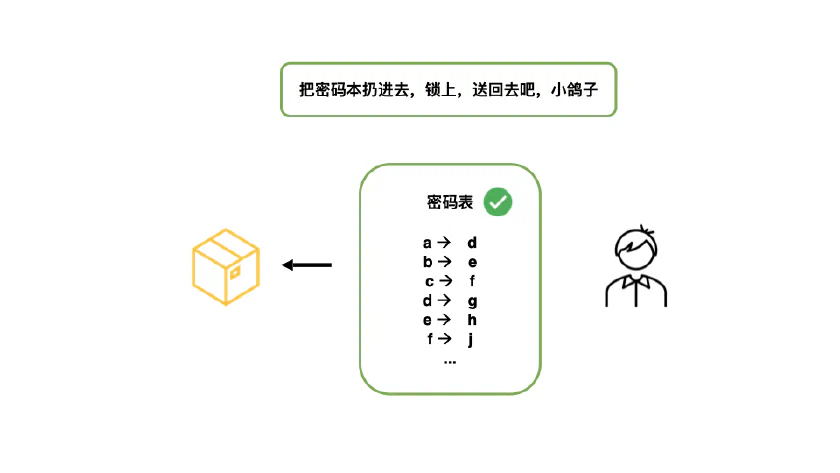 把密码本扔进去，锁上，送回去吧，小鸽子
密码表
a → d
b → e
c → f
d → g
e → h
f → j
...